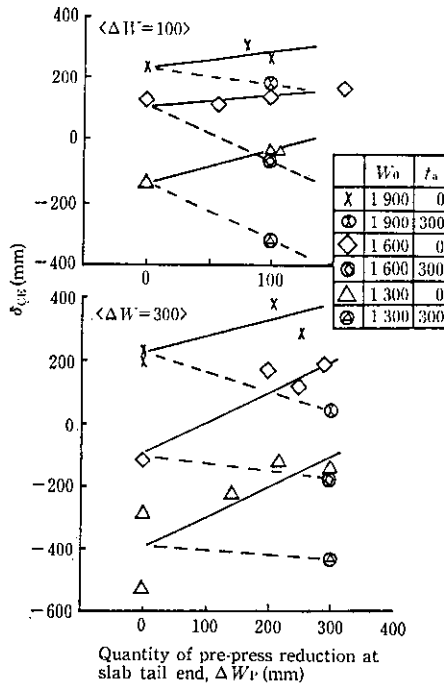 ⟨ΔW=100⟩
400
200
0
−200
−400
0
100
δCE (mm)
W0 ta
1 900 0
1 900 300
1 600 0
1 600 300
1 300 0
1 300 300
⟨ΔW=300⟩
400
200
0
−200
−400
−600
0 100 200 300 400
Quantity of pre-press reduction at
slab tail end, ΔWP (mm)